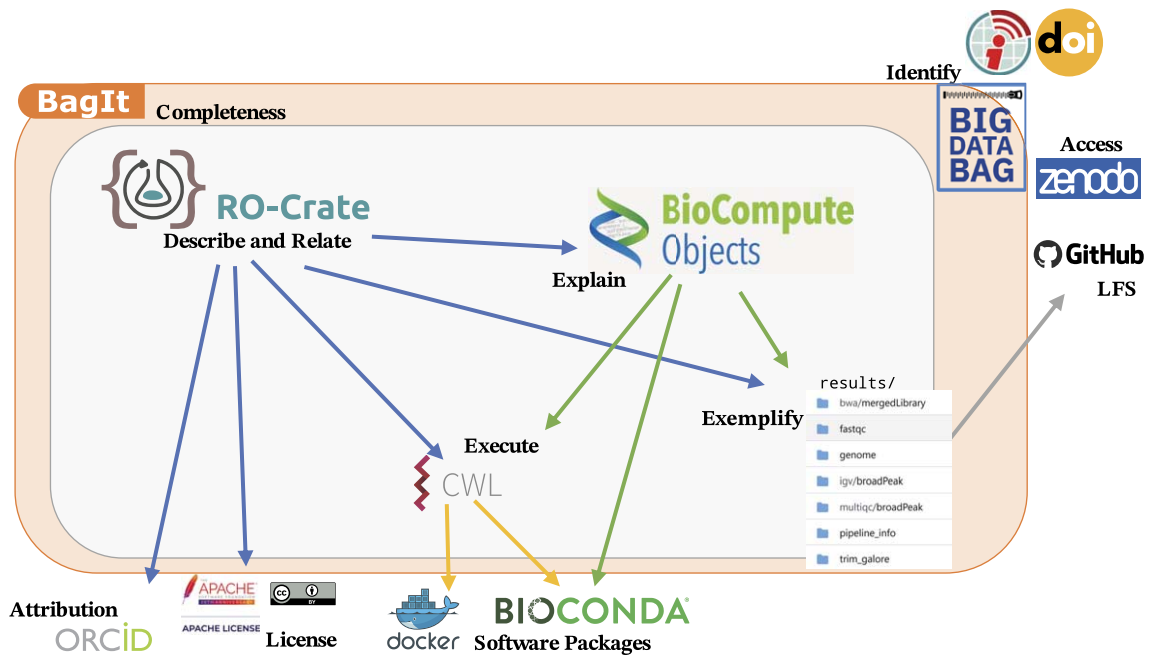 doi
Identify
BagIt
Completeness
BIG
DATA
BAG
Access
zenodo
RO-Crate
Describe and Relate
BioCompute
Objects
Explain
GitHub
LFS
results/
bwa/mergedLibrary
Exemplify
fastqc
Execute
genome
CWL
igv/broadPeak
multiqc/broadPeak
pipeline_info
trim_galore
APACHE
cc
BY
Attribution
ORCiD
APACHE LICENSE
License
docker
BIOCONDA
Software Packages